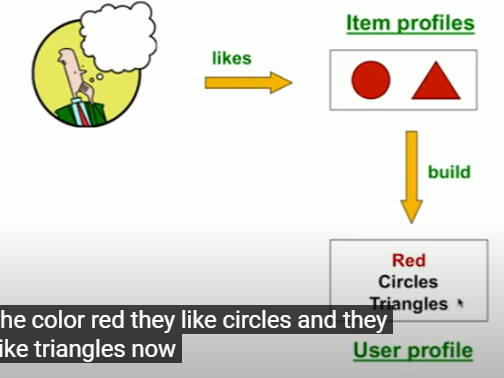 Item profiles
likes
build
Red
Circles
Triangles
he color red they like circles and they
ike triangles now
User profile